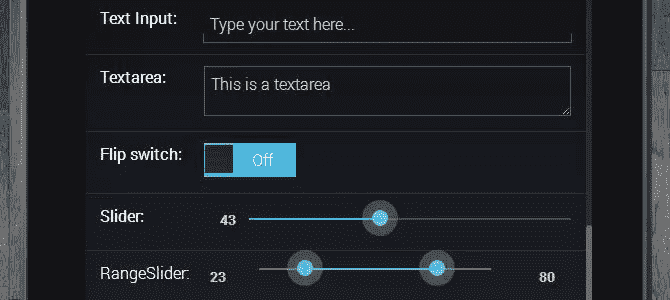 Text Input: Type your text here...
Textarea: This is a textarea
Flip switch: Off
Slider: 43
RangeSlider: 23 80